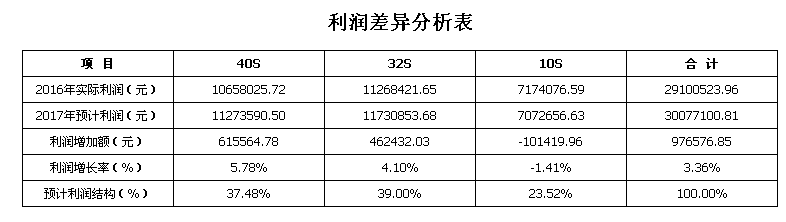 利润差异分析表
项 目 40S 32S 10S 合 计
2016年实际利润(元) 10658025.72 11268421.65 7174076.59 29100523.96
2017年预计利润(元) 11273590.50 11730853.68 7072656.63 30077100.81
利润增加额(元) 615564.78 462432.03 -101419.96 976576.85
利润增长率(%) 5.78% 4.10% -1.41% 3.36%
预计利润结构(%) 37.48% 39.00% 23.52% 100.00%